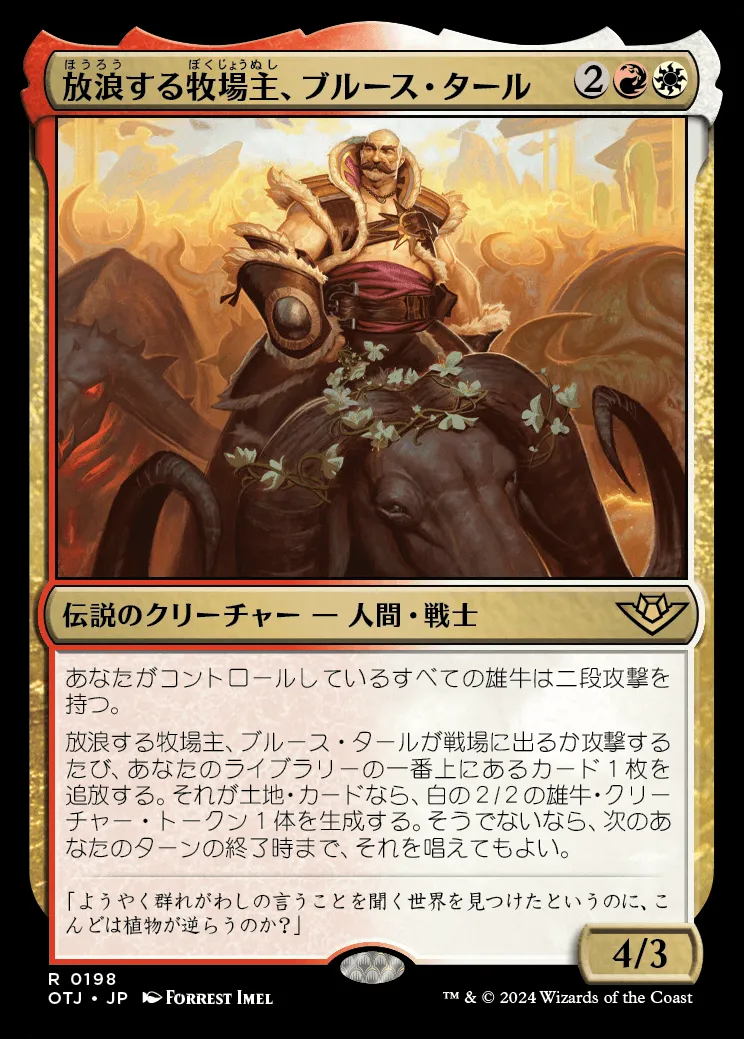 ほうろう ぼくじょうぬし
放浪する牧場主、ブルース・タール 2
伝説のクリーチャー ― 人間・戦士
あなたがコントロールしているすべての雄牛は二段攻撃を
持つ。
放浪する牧場主、ブルース・タールが戦場に出るか攻撃する
たび、あなたのライブラリーの一番上にあるカード1枚を
追放する。それが土地・カードなら、白の2/2の雄牛・クリー
チャー・トークン1体を生成する。そうでないなら、次のあ
なたのターンの終了時まで、それを唱えてもよい。
「ようやく群れがわしの言うことを聞く世界を見つけたというのに、こ
んどは植物が逆らうのか?」
4/3
R 0198
OTJ • JP FORREST IMEL
™ & © 2024 Wizards of the Coast